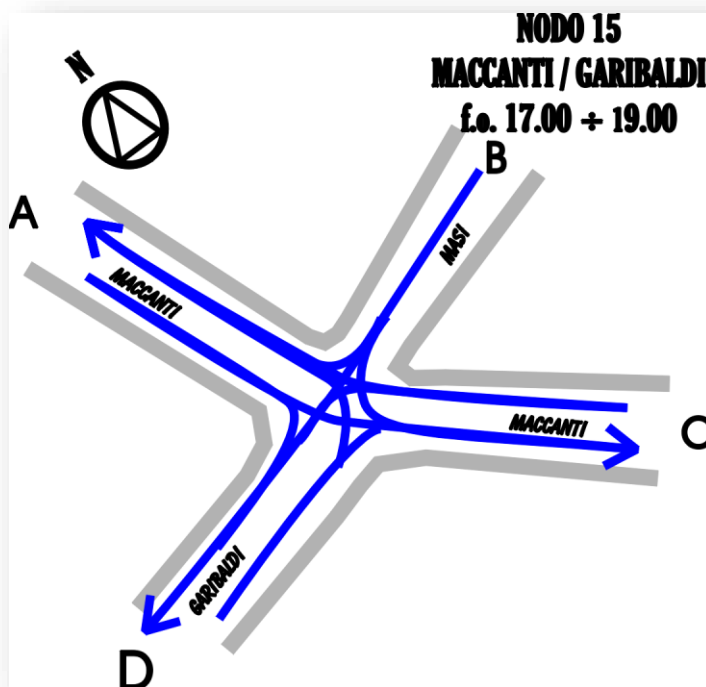 NODO 15
MACCANTI / GARIBALDI
f.o. 17.00 ÷ 19.00
N
B
A
MASI
MACCANTI
MACCANTI
C
GARIBALDI
D